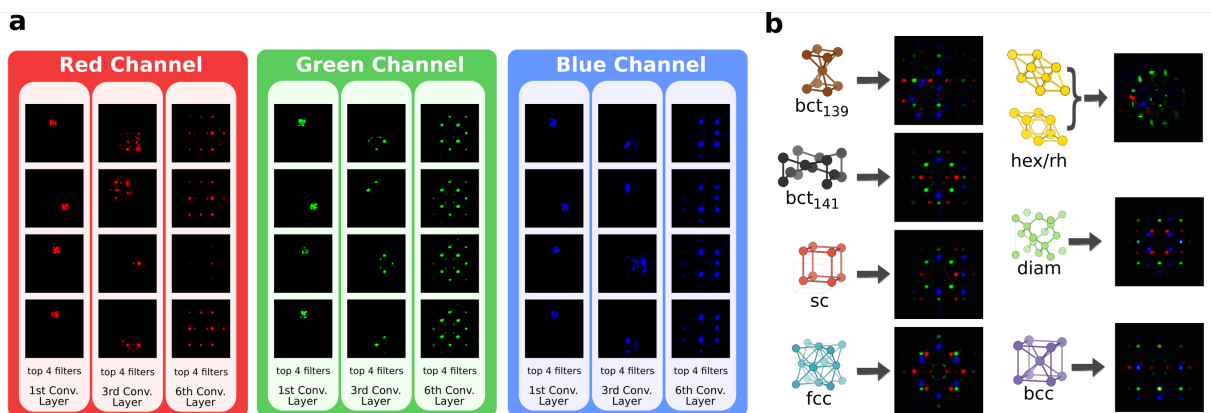 a
Red Channel
Green Channel
Blue Channel
top 4 filters
top 4 filters
top 4 filters
1st Conv.
Layer
3rd Conv.
Layer
6th Conv.
Layer
top 4 filters
top 4 filters
top 4 filters
1st Conv.
Layer
3rd Conv.
Layer
6th Conv.
Layer
top 4 filters
top 4 filters
top 4 filters
1st Conv.
Layer
3rd Conv.
Layer
6th Conv.
Layer
b
bct139
hex/rh
bct141
diam
sc
fcc
bcc